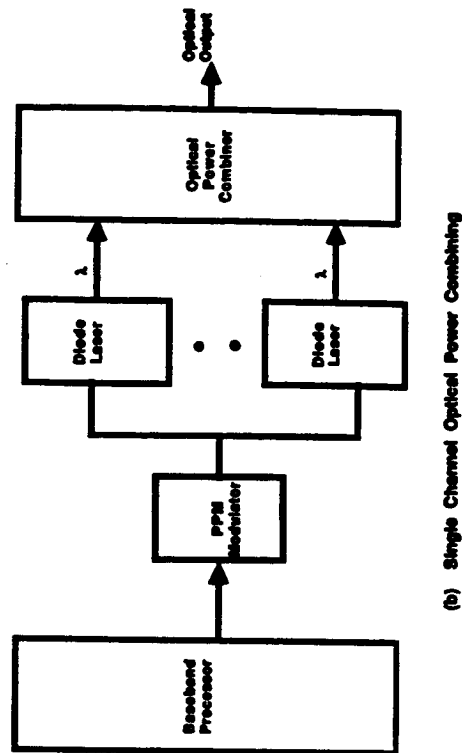 Baseband
Processor
PPM
Modulator
Diode
Laser
λ
Diode
Laser
λ
Optical
Power
Combiner
Optical
Output
(b) Single Channel Optical Power Combining